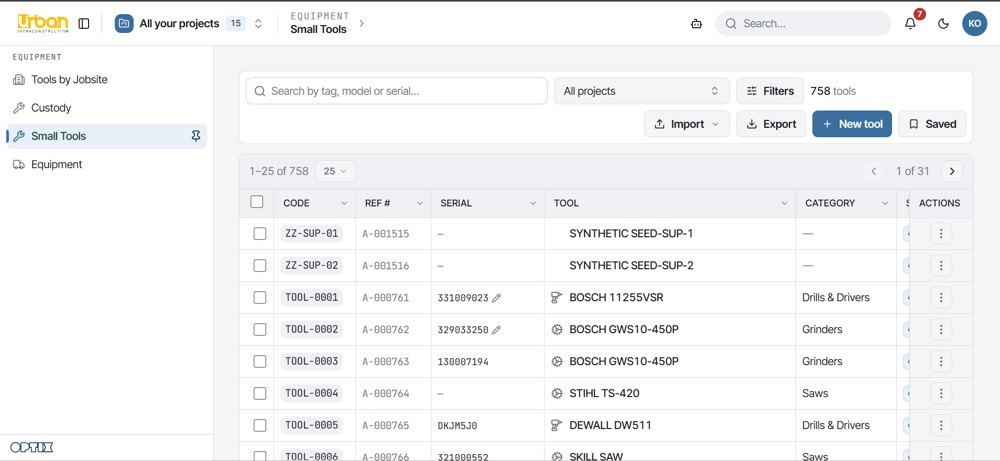 Urban
INFRACONSTRUCTION
All your projects 15
EQUIPMENT
Small Tools
Search...
7
KO
EQUIPMENT
Tools by Jobsite
Custody
Small Tools
Equipment
OPTIX
Search by tag, model or serial...
All projects
Filters
758 tools
Import
Export
+ New tool
Saved
1–25 of 758
25
1 of 31
CODE REF # SERIAL TOOL CATEGORY ACTIONS
ZZ-SUP-01 A-001515 – SYNTHETIC SEED-SUP-1 —
ZZ-SUP-02 A-001516 – SYNTHETIC SEED-SUP-2 —
TOOL-0001 A-000761 331009023 BOSCH 11255VSR Drills & Drivers
TOOL-0002 A-000762 329033250 BOSCH GWS10-450P Grinders
TOOL-0003 A-000763 130007194 BOSCH GWS10-450P Grinders
TOOL-0004 A-000764 – STIHL TS-420 Saws
TOOL-0005 A-000765 DKJM5J0 DEWALL DW511 Drills & Drivers
TOOL-0006 A-000766 321000552 SKILL SAW Saws